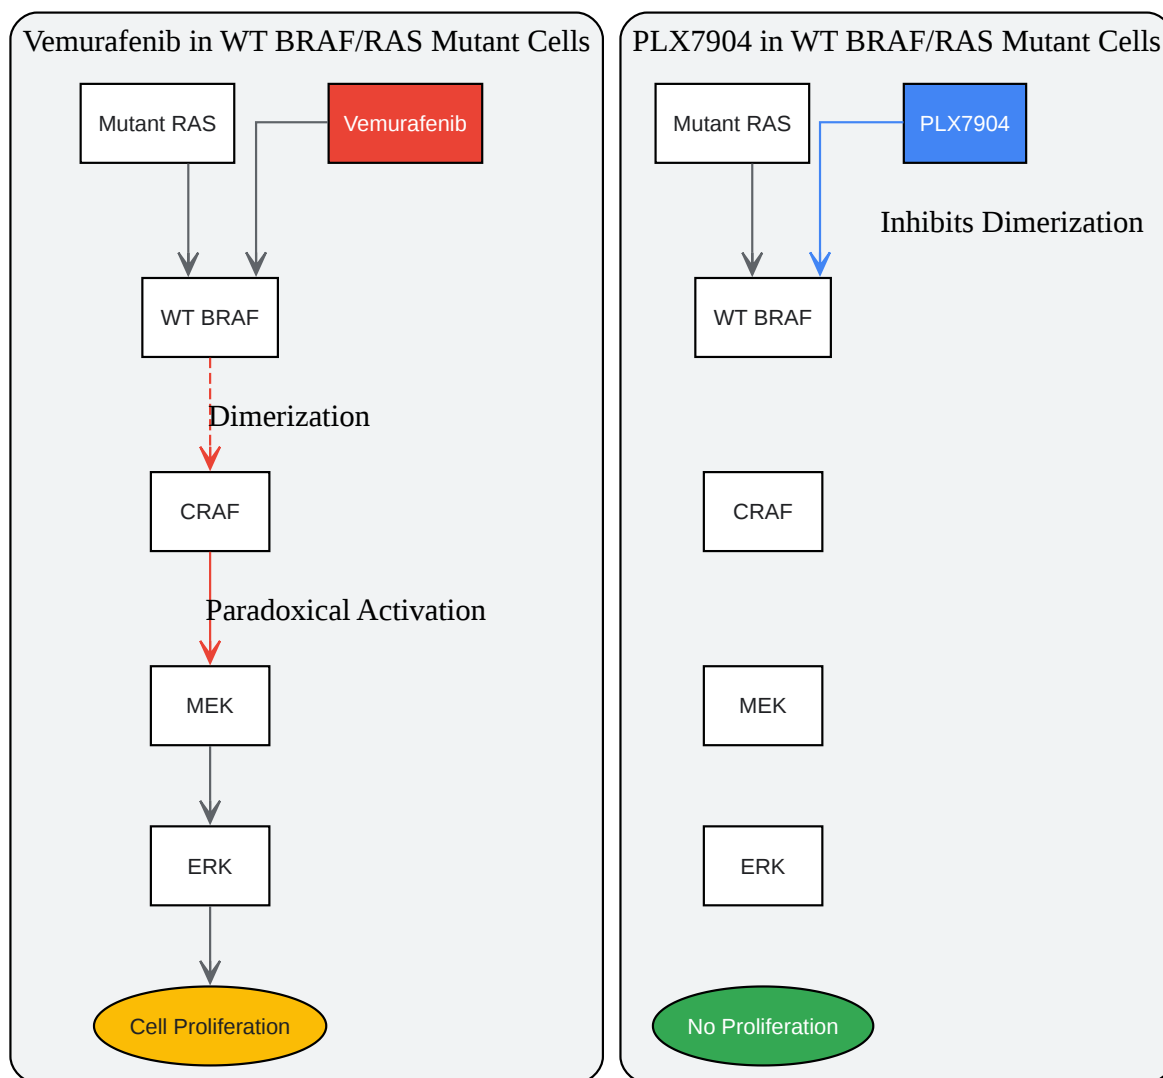 Vemurafenib in WT BRAF/RAS Mutant Cells
Mutant RAS
Vemurafenib
WT BRAF
Dimerization
CRAF
Paradoxical Activation
MEK
ERK
Cell Proliferation
PLX7904 in WT BRAF/RAS Mutant Cells
Mutant RAS
PLX7904
Inhibits Dimerization
WT BRAF
CRAF
MEK
ERK
No Proliferation